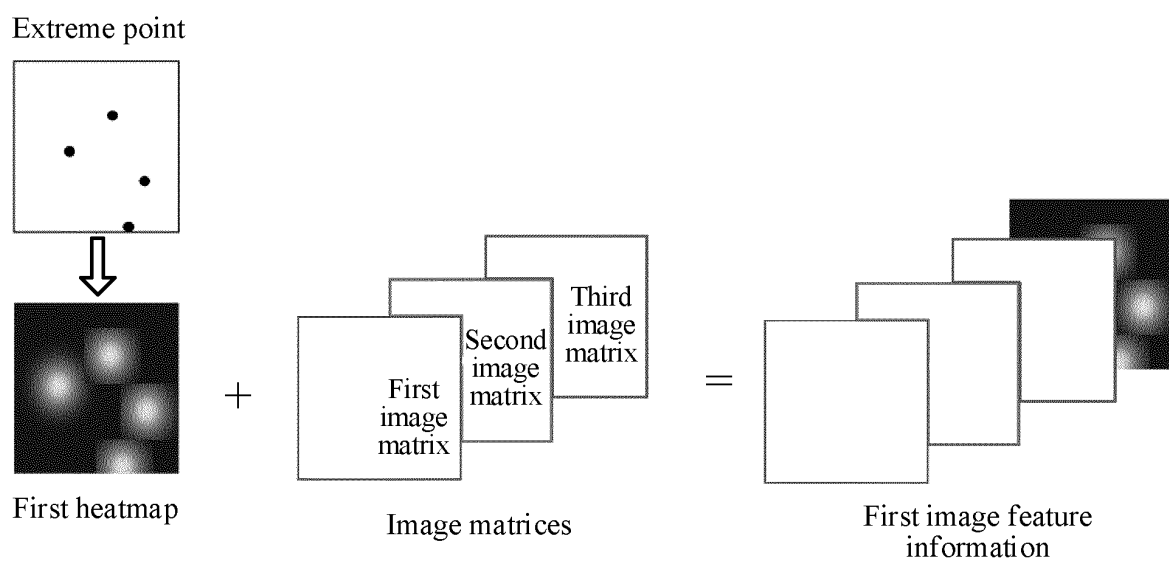 Extreme point
First heatmap
+
First
image
matrix
Second
image
matrix
Third
image
matrix
Image matrices
=
First image feature
information